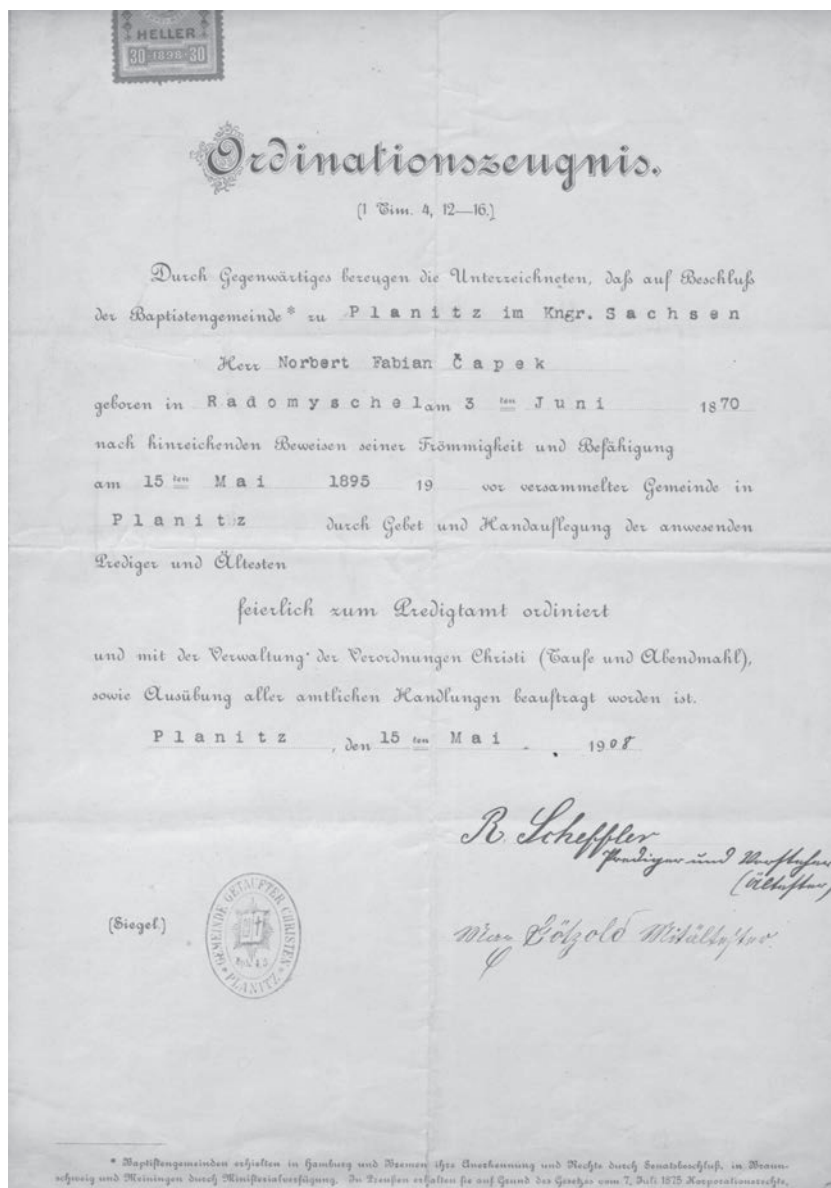 HELLER
30 1898 30
Ordinationszeugnis.
(1 Tim. 4, 12—16.)
Durch Gegenwärtiges bezeugen die Unterzeichneten, daß auf Beschluß
der Baptistengemeinde* zu Planitz im Kngr. Sachsen
Herr Norbert Fabian Čapek
geboren in Radomyschel am 3 ten Juni 1870
nach hinreichenden Beweisen seiner Frömmigkeit und Befähigung
am 15 ten Mai 1895 19 vor versammelter Gemeinde in
Planitz durch Gebet und Handauflegung der anwesenden
Prediger und Ältesten
feierlich zum Predigtamt ordiniert
und mit der Verwaltung der Verordnungen Christi (Taufe und Abendmahl),
sowie Ausübung aller amtlichen Handlungen beauftragt worden ist.
Planitz, den 15 ten Mai 1908
R. Scheffler
Prediger und Vorsteher
(Ältester)
(Siegel.)
GEMEINDE GETAUFTER CHRISTEN
PLANITZ
Mitältester.
* Baptistengemeinden erhielten in Hamburg und Bremen ihre Anerkennung und Rechte durch Senatsbeschluß, in Braun-
schweig und Meiningen durch Ministerialverfügung. In Preußen erhalten sie auf Grund des Gesetzes vom 7. Juli 1875 Korporationsrechte.